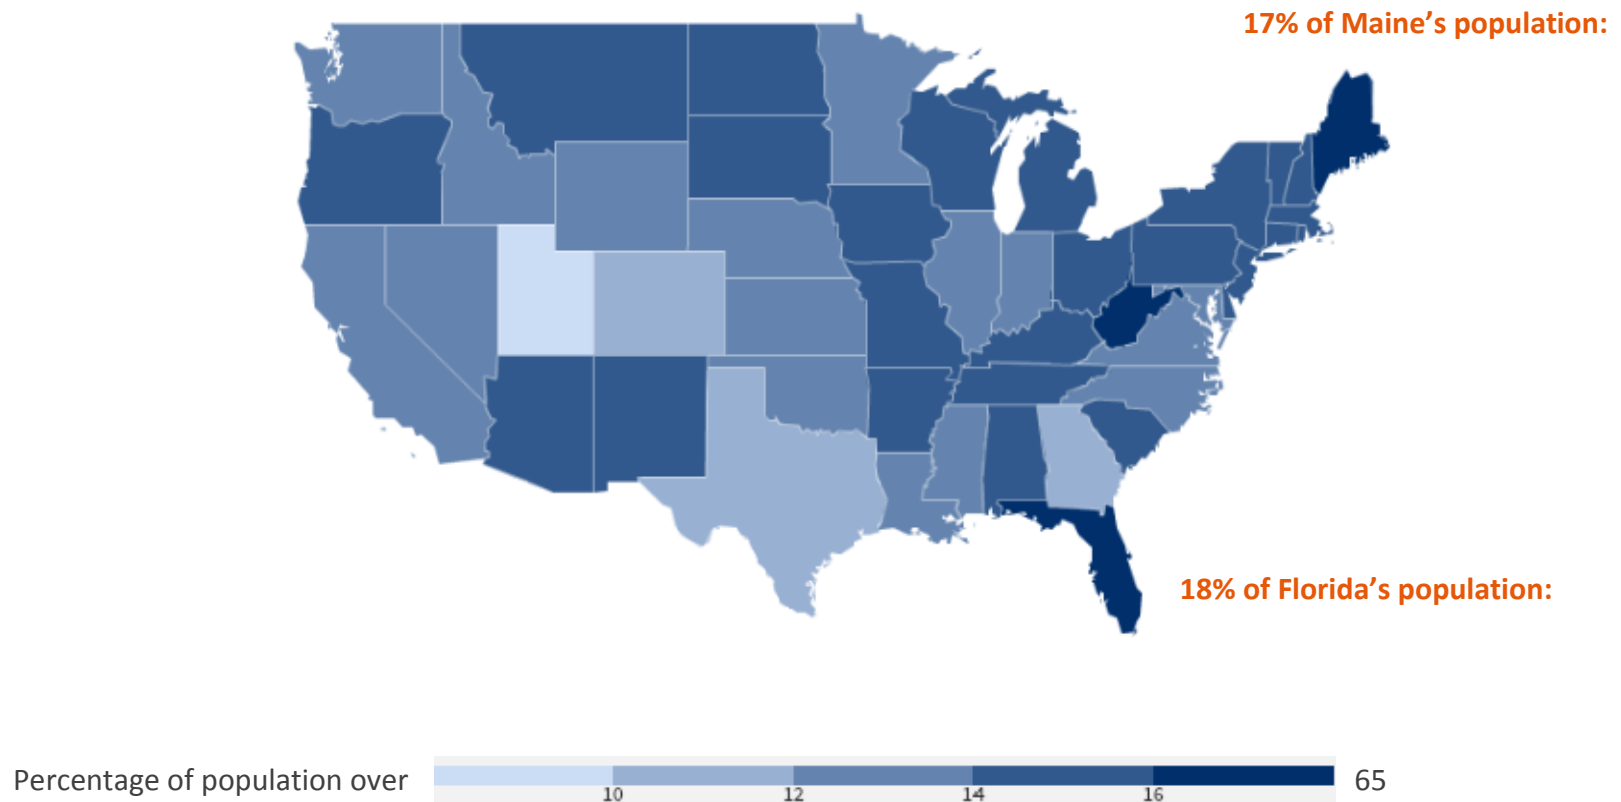 17% of Maine’s population:
18% of Florida’s population:
Percentage of population over 65
10 12 14 16